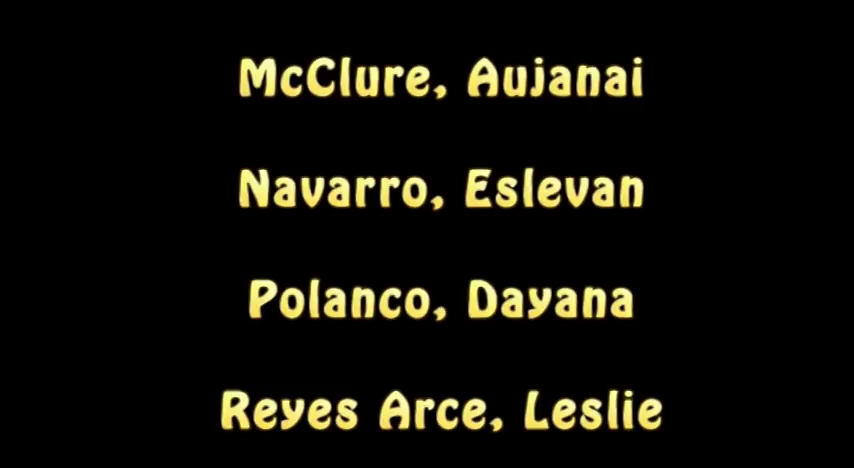 McClure, Aujanai
Navarro, Eslevan
Polanco, Dayana
Reyes Arce, Leslie